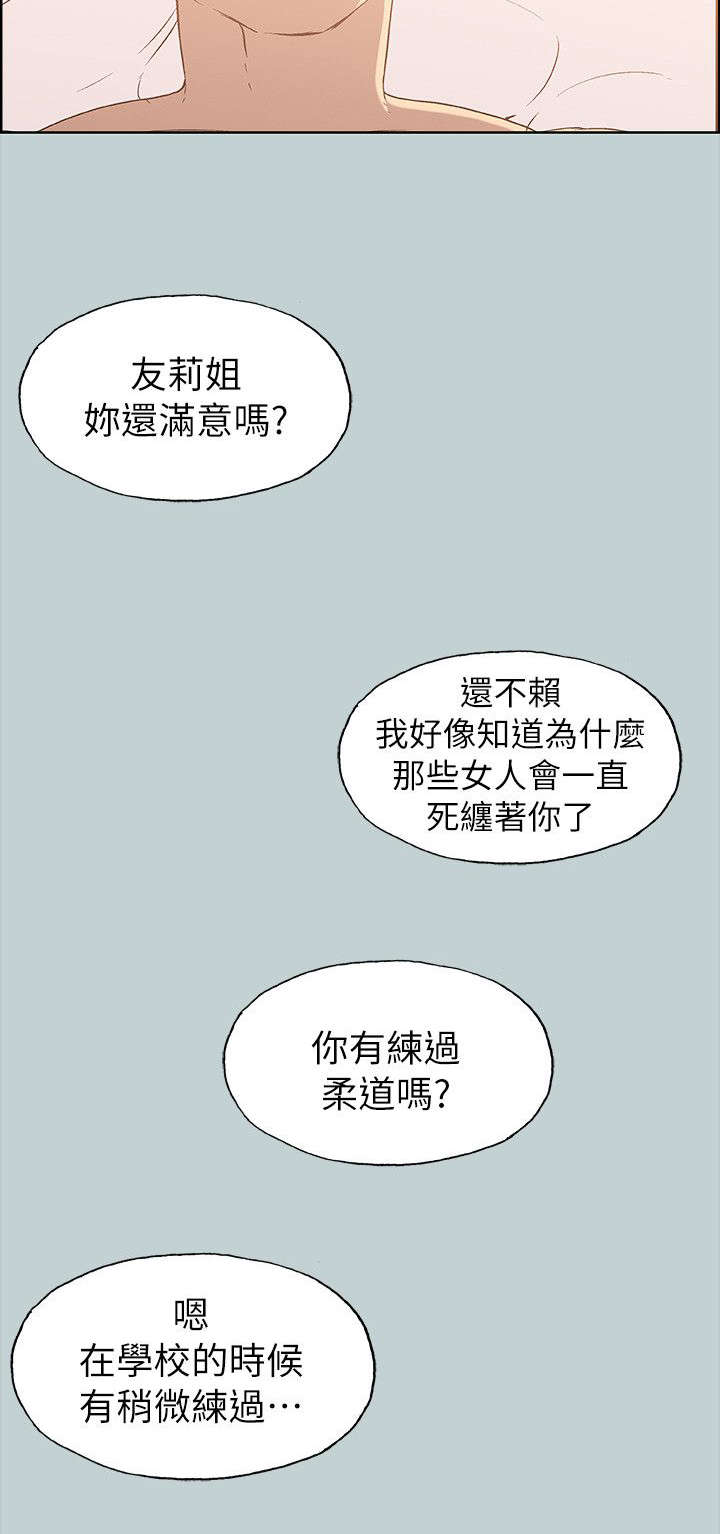 友莉姐
妳還滿意嗎?
還不賴
我好像知道為什麼
那些女人會一直
死纏著你了
你有練過
柔道嗎?
嗯
在學校的時候
有稍微練過⋯